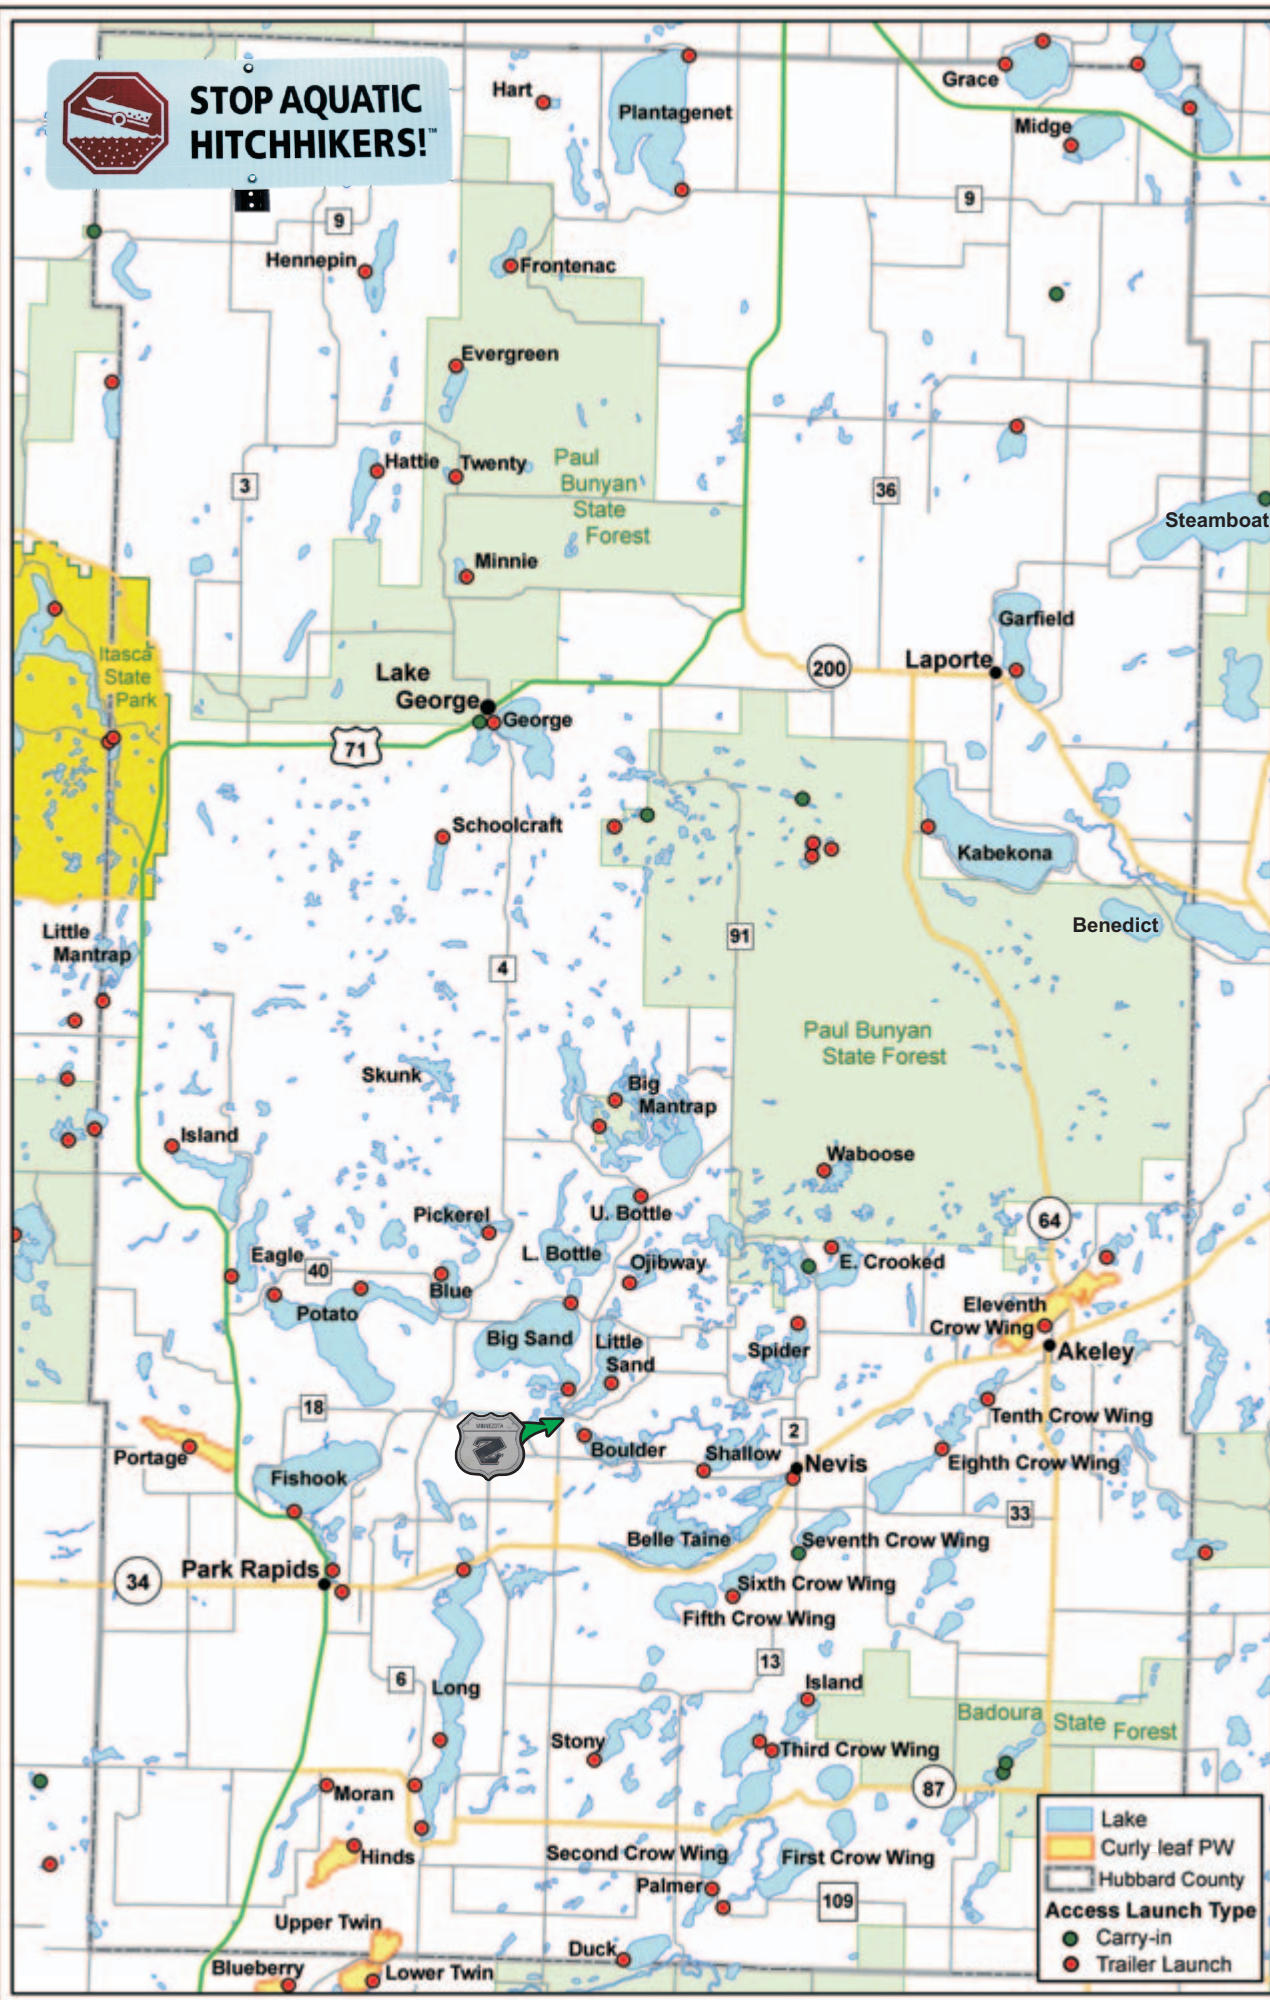 STOP AQUATIC
HITCHHIKERS!™
Hart
Plantagenet
Grace
Midge
9
9
Hennepin
Frontenac
Evergreen
Hattie
Twenty
Paul
Bunyan
State
Forest
3
36
Steamboat
Minnie
Garfield
Itasca
State
Park
Lake
George
George
200
Laporte
71
Schoolcraft
Kabekona
Little
Mantrap
91
Benedict
4
Paul Bunyan
State Forest
Skunk
Big
Mantrap
Island
Waboose
Pickerel
U. Bottle
64
Eagle
40
L. Bottle
Ojibway
E. Crooked
Blue
Potato
Eleventh
Crow Wing
Big Sand
Little
Sand
Spider
Akeley
18
MINNESOTA
Tenth Crow Wing
2
Portage
Boulder
Shallow
Nevis
Eighth Crow Wing
Fishook
33
Belle Taine
Seventh Crow Wing
34
Park Rapids
Sixth Crow Wing
Fifth Crow Wing
13
6
Long
Island
Badoura State Forest
Stony
Third Crow Wing
Moran
87
Hinds
Second Crow Wing
First Crow Wing
Palmer
109
Upper Twin
Duck
Blueberry
Lower Twin
Lake
Curly leaf PW
Hubbard County
Access Launch Type
Carry-in
Trailer Launch